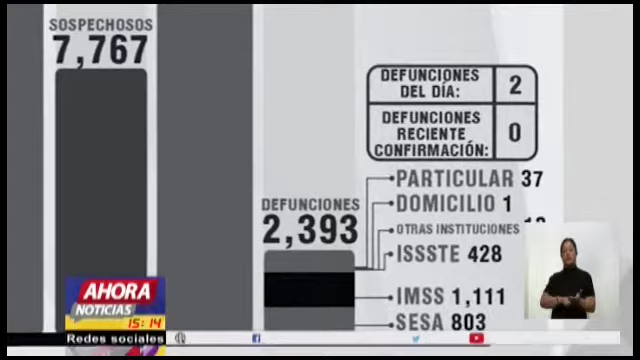 SOSPECHOSOS
7,767
DEFUNCIONES DEL DÍA: 2
DEFUNCIONES RECIENTE CONFIRMACIÓN: 0
DEFUNCIONES
2,393
PARTICULAR 37
DOMICILIO 1
OTRAS INSTITUCIONES
ISSSTE 428
IMSS 1,111
SESA 803
AHORA
NOTICIAS
15:14
Redes sociales